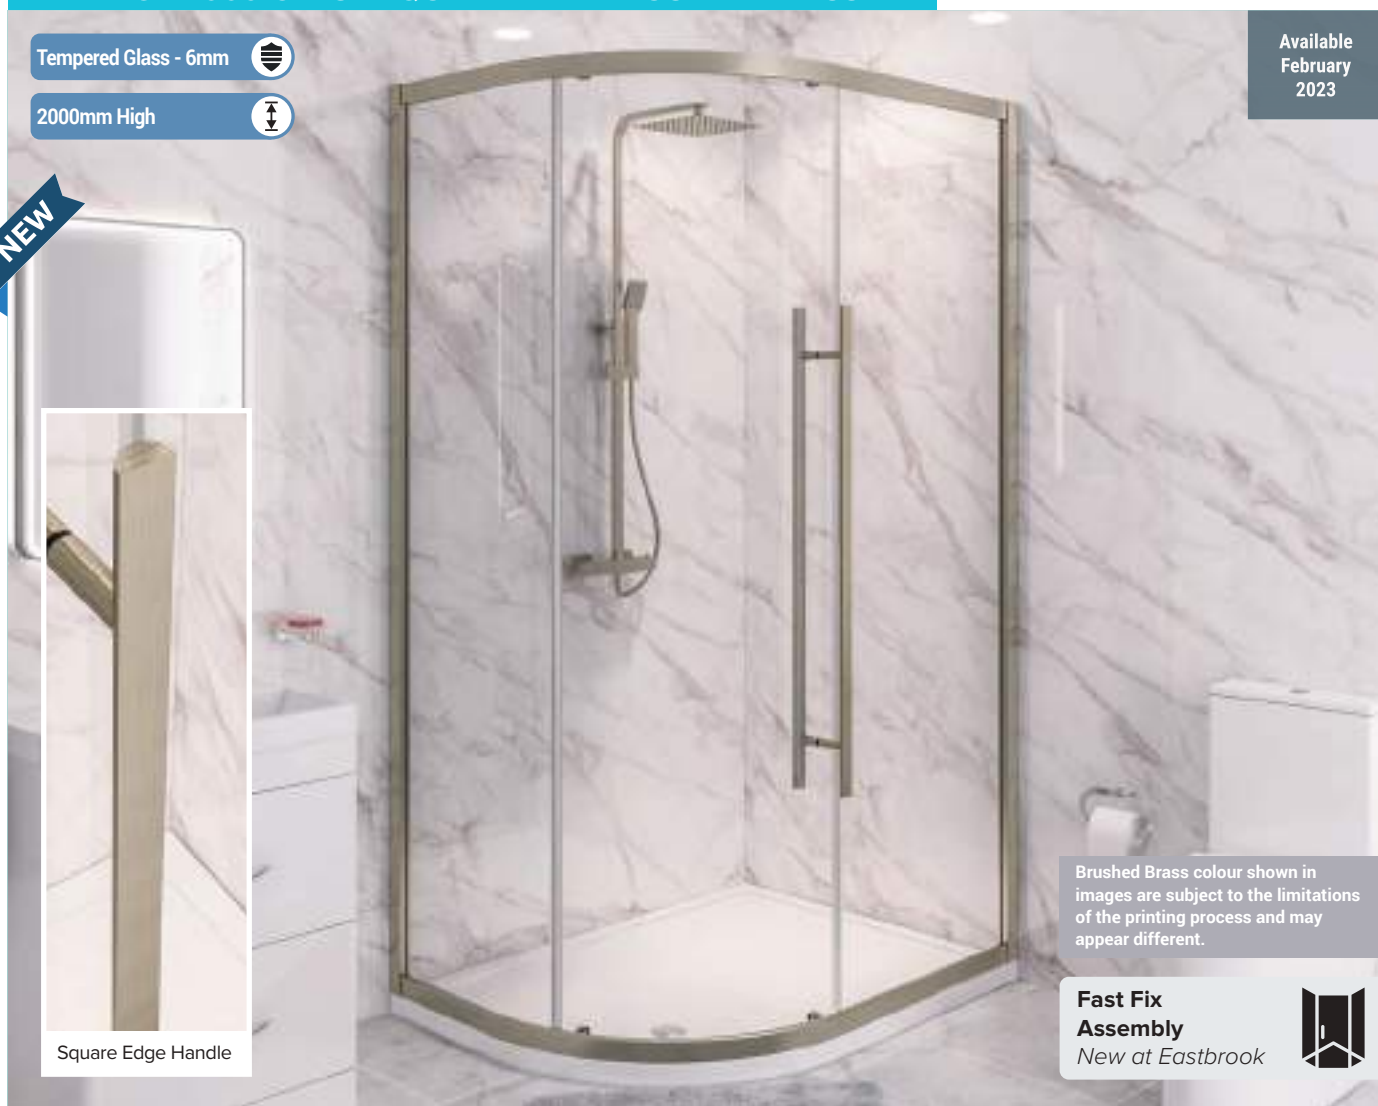 Tempered Glass - 6mm
2000mm High
Available
February
2023
NEW
Square Edge Handle
Brushed Brass colour shown in
images are subject to the limitations
of the printing process and may
appear different.
Fast Fix
Assembly
New at Eastbrook